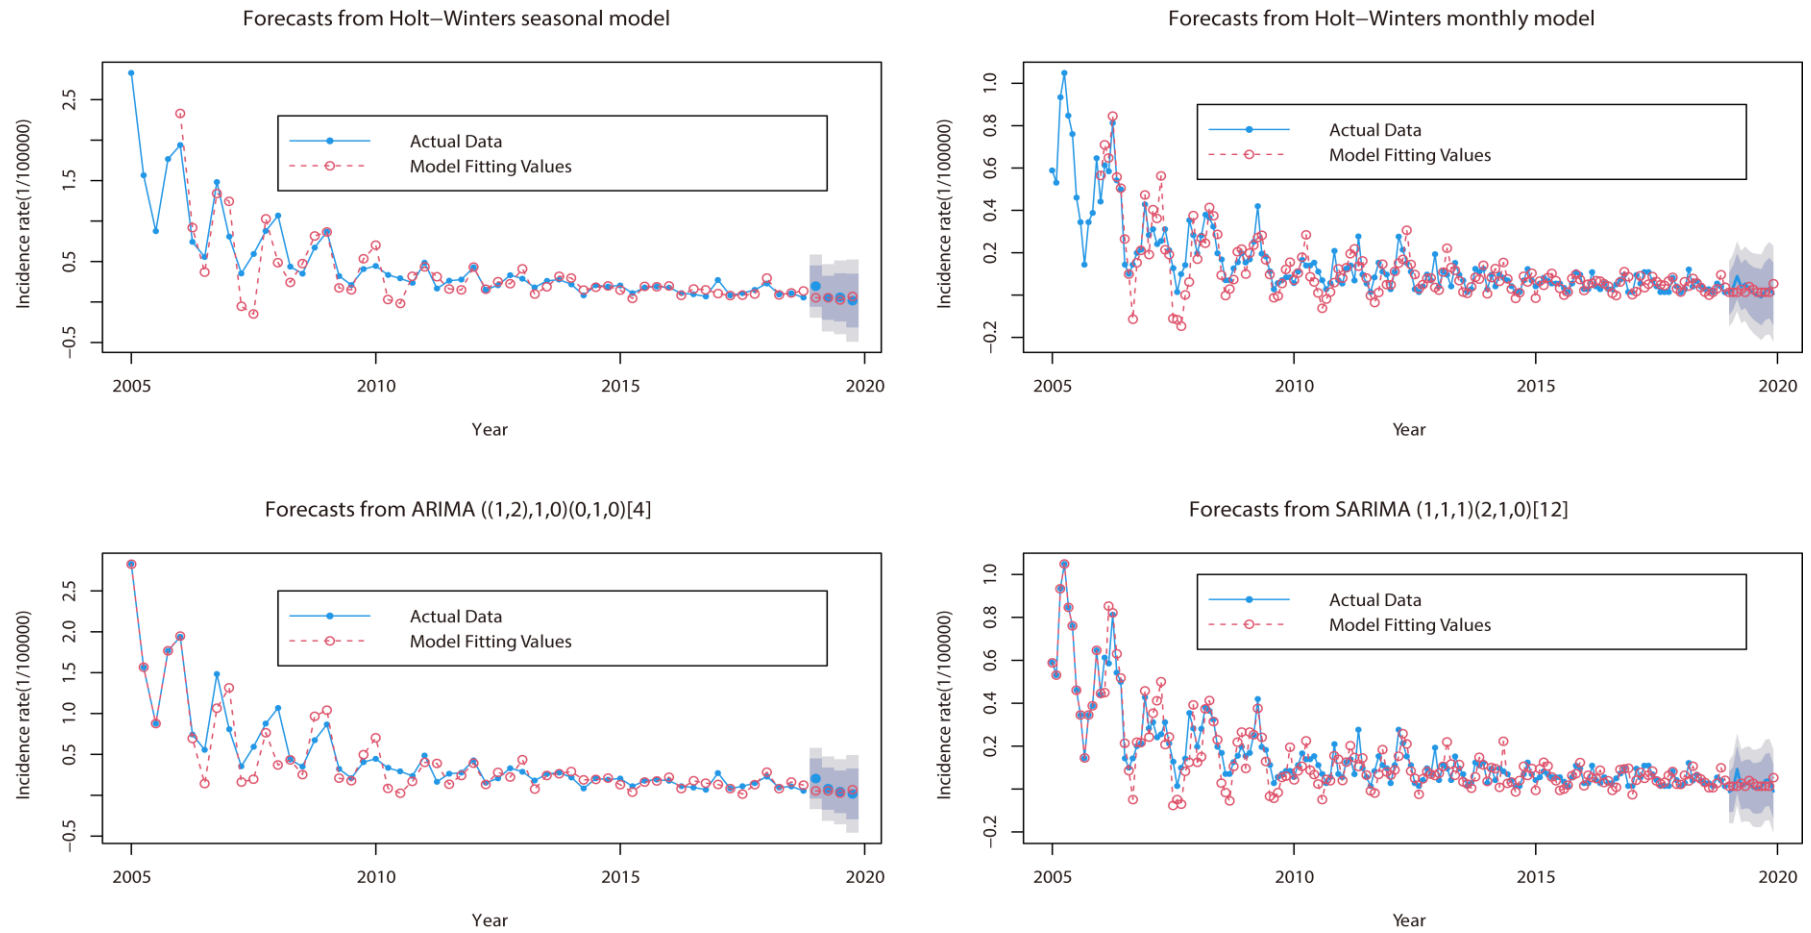 Forecasts from Holt–Winters seasonal model
Incidence rate(1/100000)
2.5
1.5
0.5
−0.5
Actual Data
Model Fitting Values
2005
2010
2015
2020
Year
Forecasts from Holt–Winters monthly model
Incidence rate(1/100000)
1.0
0.8
0.6
0.4
0.2
−0.2
Actual Data
Model Fitting Values
2005
2010
2015
2020
Year
Forecasts from ARIMA ((1,2),1,0)(0,1,0)[4]
Incidence rate(1/100000)
2.5
2.0
1.5
1.0
0.5
−0.5
Actual Data
Model Fitting Values
2005
2010
2015
2020
Year
Forecasts from SARIMA (1,1,1)(2,1,0)[12]
Incidence rate(1/100000)
1.0
0.8
0.6
0.4
0.2
−0.2
Actual Data
Model Fitting Values
2005
2010
2015
2020
Year